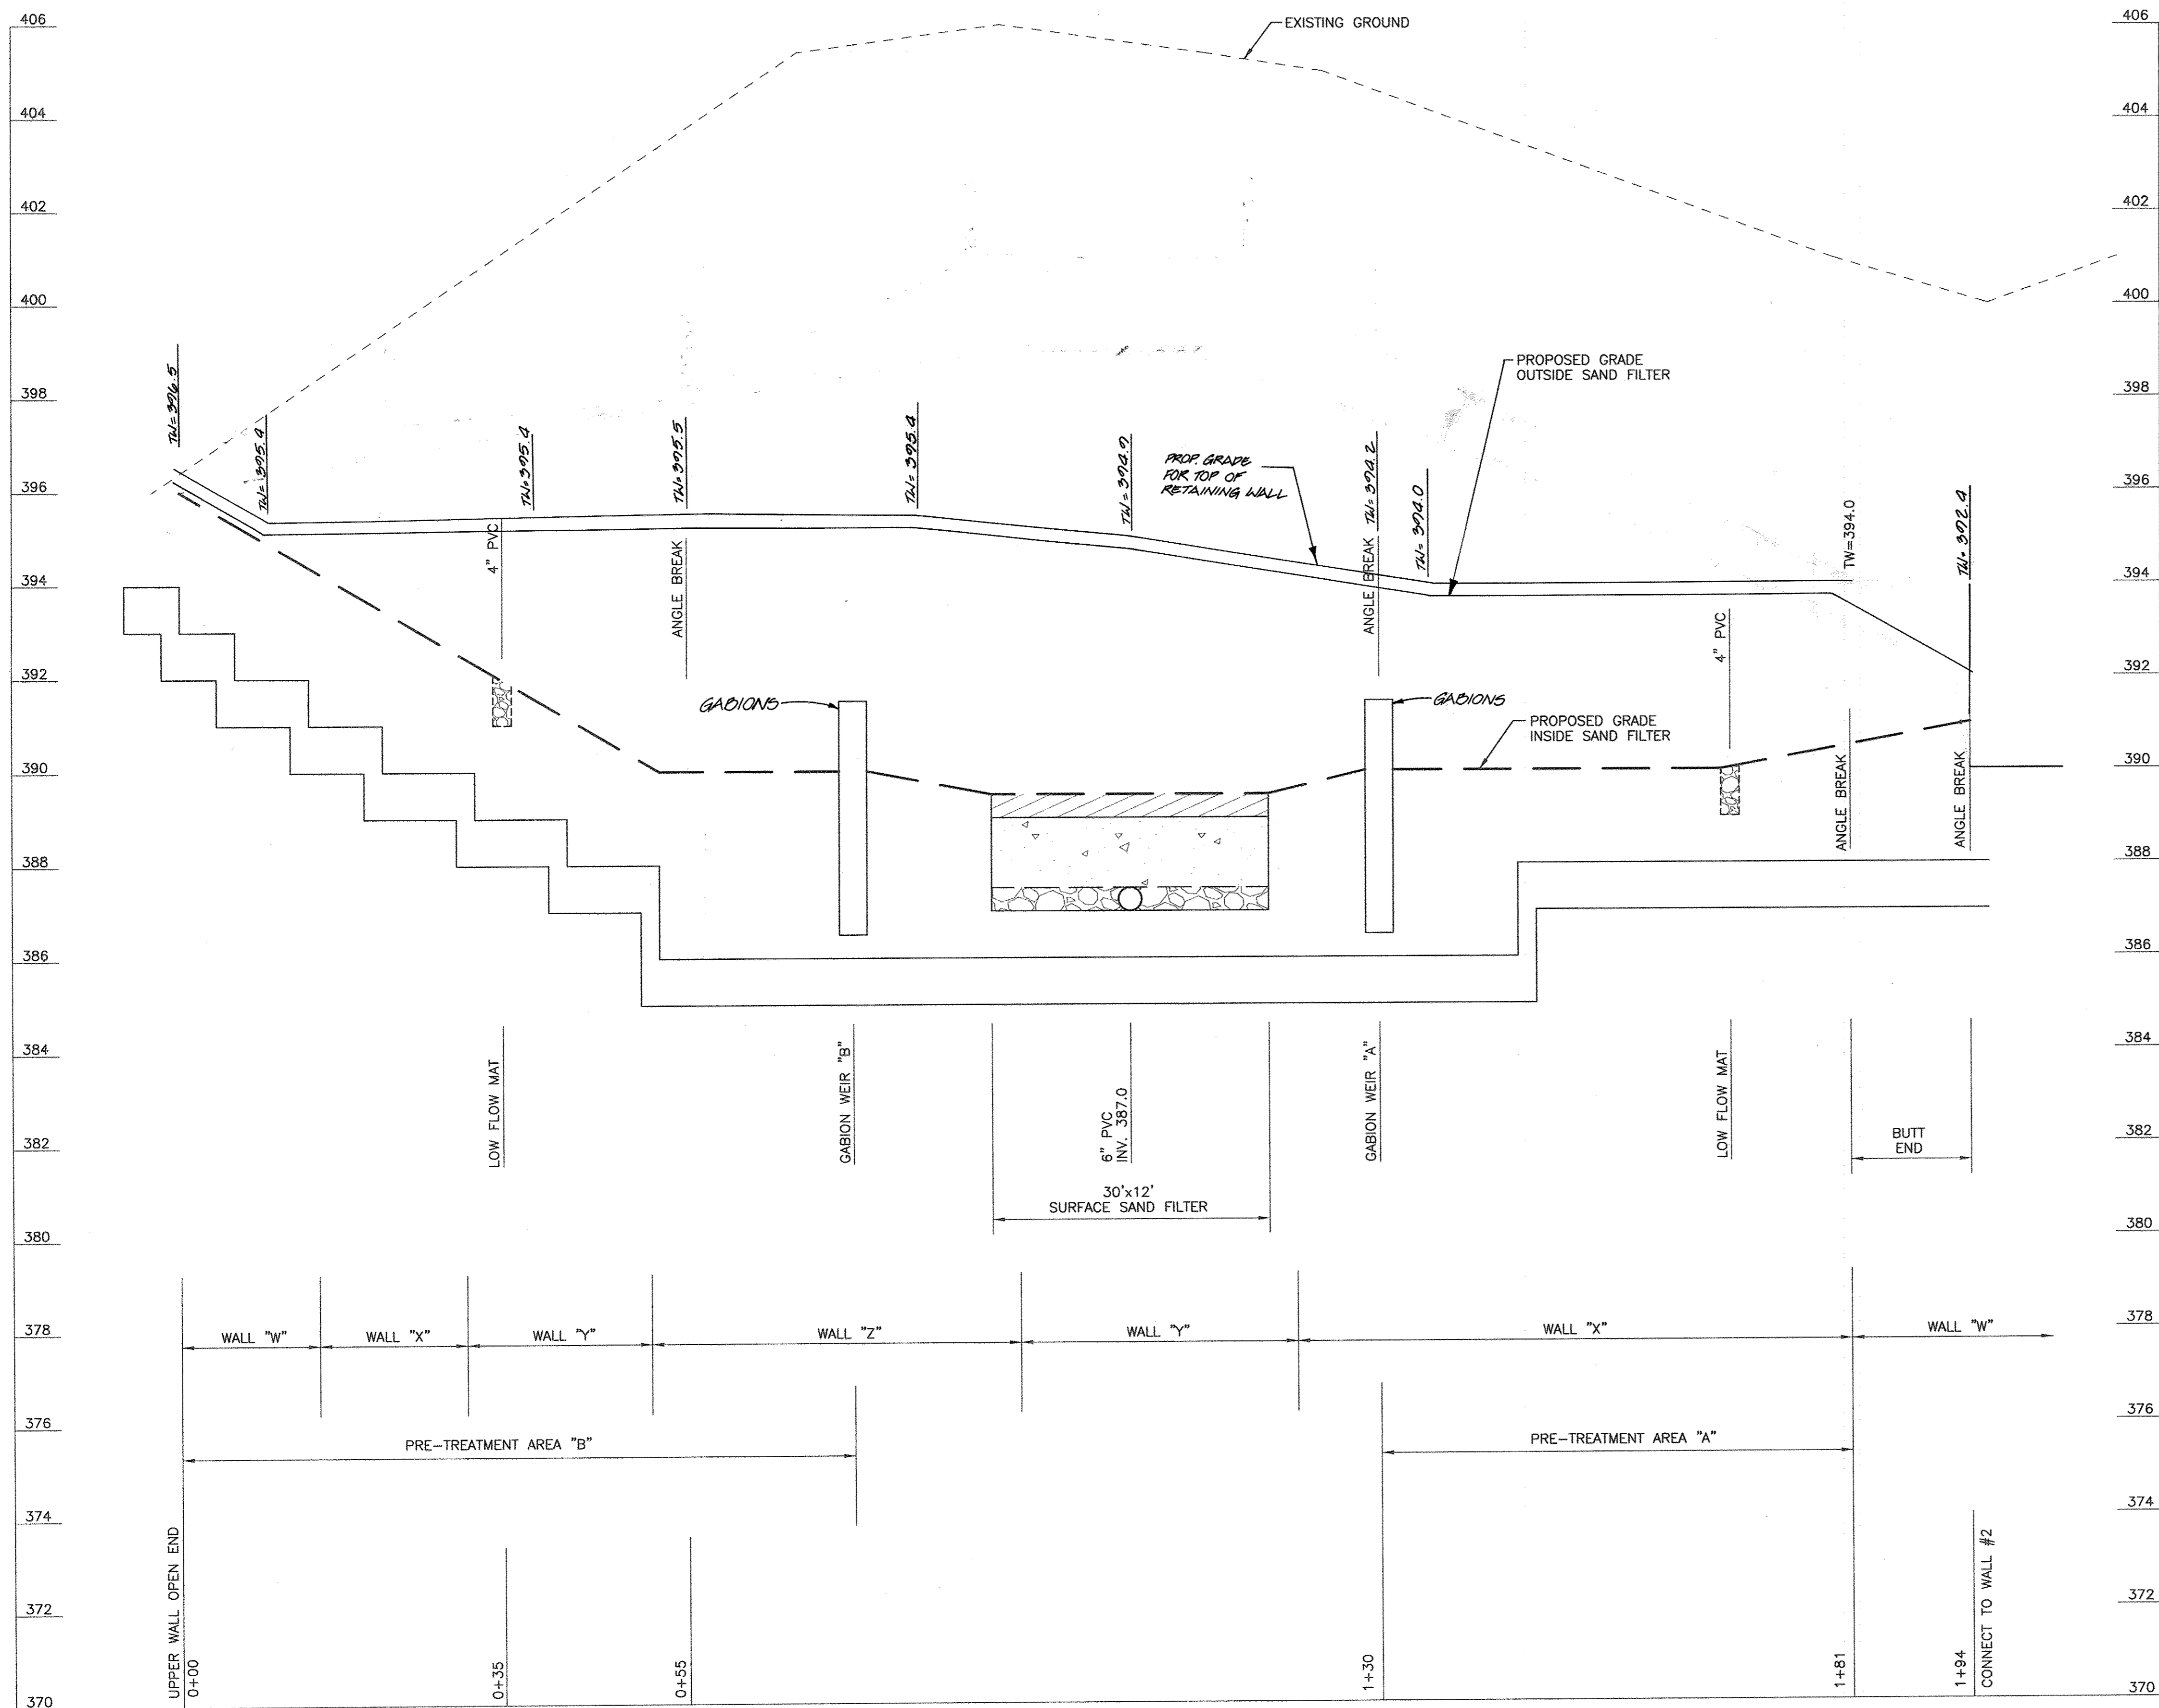 406
406
EXISTING GROUND
404
404
402
402
400
400
398
398
PROPOSED GRADE
OUTSIDE SAND FILTER
TW=396.5
TW=395.4
TW=395.4
TW=395.5
TW=395.4
TW=394.9
PROP. GRADE
FOR TOP OF
RETAINING WALL
TW=394.2
TW=394.0
TW=394.0
TW=392.4
396
396
4" PVC
ANGLE BREAK
ANGLE BREAK
394
394
4" PVC
392
392
GABIONS
GABIONS
PROPOSED GRADE
INSIDE SAND FILTER
390
390
ANGLE BREAK
ANGLE BREAK
388
388
386
386
384
384
LOW FLOW MAT
GABION WEIR "B"
6" PVC
INV. 387.0
GABION WEIR "A"
LOW FLOW MAT
382
382
BUTT
END
30'x12'
SURFACE SAND FILTER
380
380
378
378
WALL "W"
WALL "X"
WALL "Y"
WALL "Z"
WALL "Y"
WALL "X"
WALL "W"
376
376
PRE-TREATMENT AREA "B"
PRE-TREATMENT AREA "A"
374
374
372
372
UPPER WALL OPEN END
0+00
0+35
0+55
1+30
1+81
1+94
CONNECT TO WALL #2
370
370